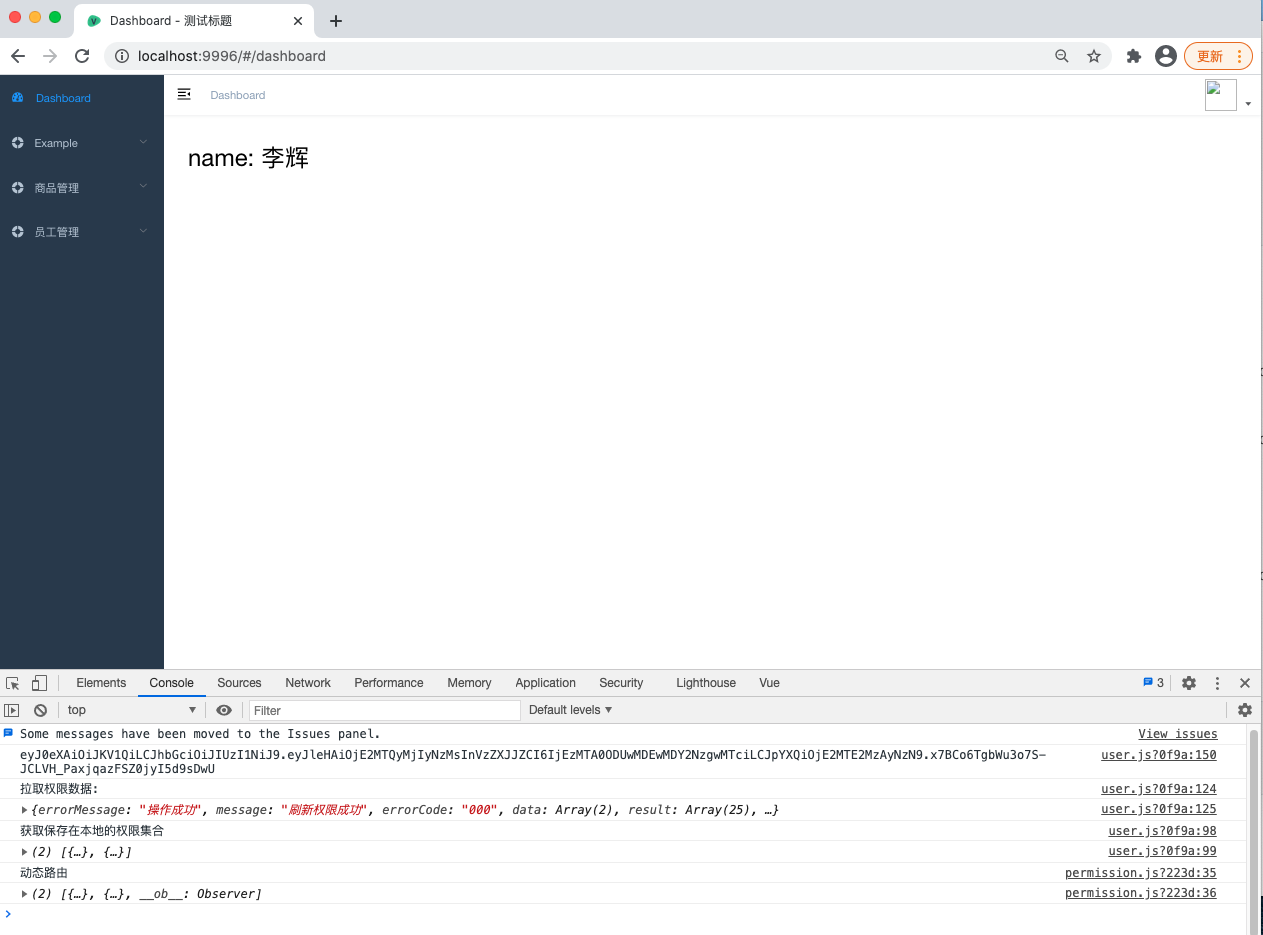 Dashboard - 测试标题
localhost:9996/#/dashboard
更新
Dashboard
Dashboard
Example
name: 李辉
商品管理
员工管理
Elements Console Sources Network Performance Memory Application Security Lighthouse Vue 3
top Filter Default levels
Some messages have been moved to the Issues panel. View issues
eyJ0eXAiOiJKV1QiLCJhbGciOiJIUzI1NiJ9.eyJleHAiOjE2MTQyMjIyNzMsInVzZXJJZCI6IjEzMTA0ODUwMDEwMDY2NzgwMTciLCJpYXQiOjE2MTE2MzAyNzN9.x7BCo6TgbWu3o7S- user.js?0f9a:150
JCLVH_PaxjqazFSZ0jyI5d9sDwU
拉取权限数据: user.js?0f9a:124
{errorMessage: "操作成功", message: "刷新权限成功", errorCode: "000", data: Array(2), result: Array(25), …} user.js?0f9a:125
获取保存在本地的权限集合 user.js?0f9a:98
(2) [{…}, {…}] user.js?0f9a:99
动态路由 permission.js?223d:35
(2) [{…}, {…}, __ob__: Observer] permission.js?223d:36